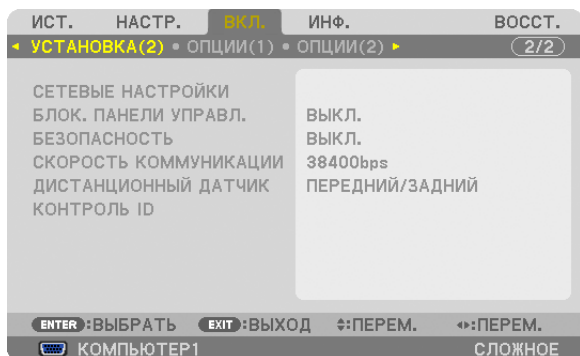 ИСТ. НАСТР. ВКЛ. ИНФ. ВОССТ.
◂ УСТАНОВКА(2) • ОПЦИИ(1) • ОПЦИИ(2) ▸ 2/2
СЕТЕВЫЕ НАСТРОЙКИ
БЛОК. ПАНЕЛИ УПРАВЛ. ВЫКЛ.
БЕЗОПАСНОСТЬ ВЫКЛ.
СКОРОСТЬ КОММУНИКАЦИИ 38400bps
ДИСТАНЦИОННЫЙ ДАТЧИК ПЕРЕДНИЙ/ЗАДНИЙ
КОНТРОЛЬ ID
ENTER :ВЫБРАТЬ EXIT :ВЫХОД :ПЕРЕМ. :ПЕРЕМ.
КОМПЬЮТЕР1 СЛОЖНОЕ